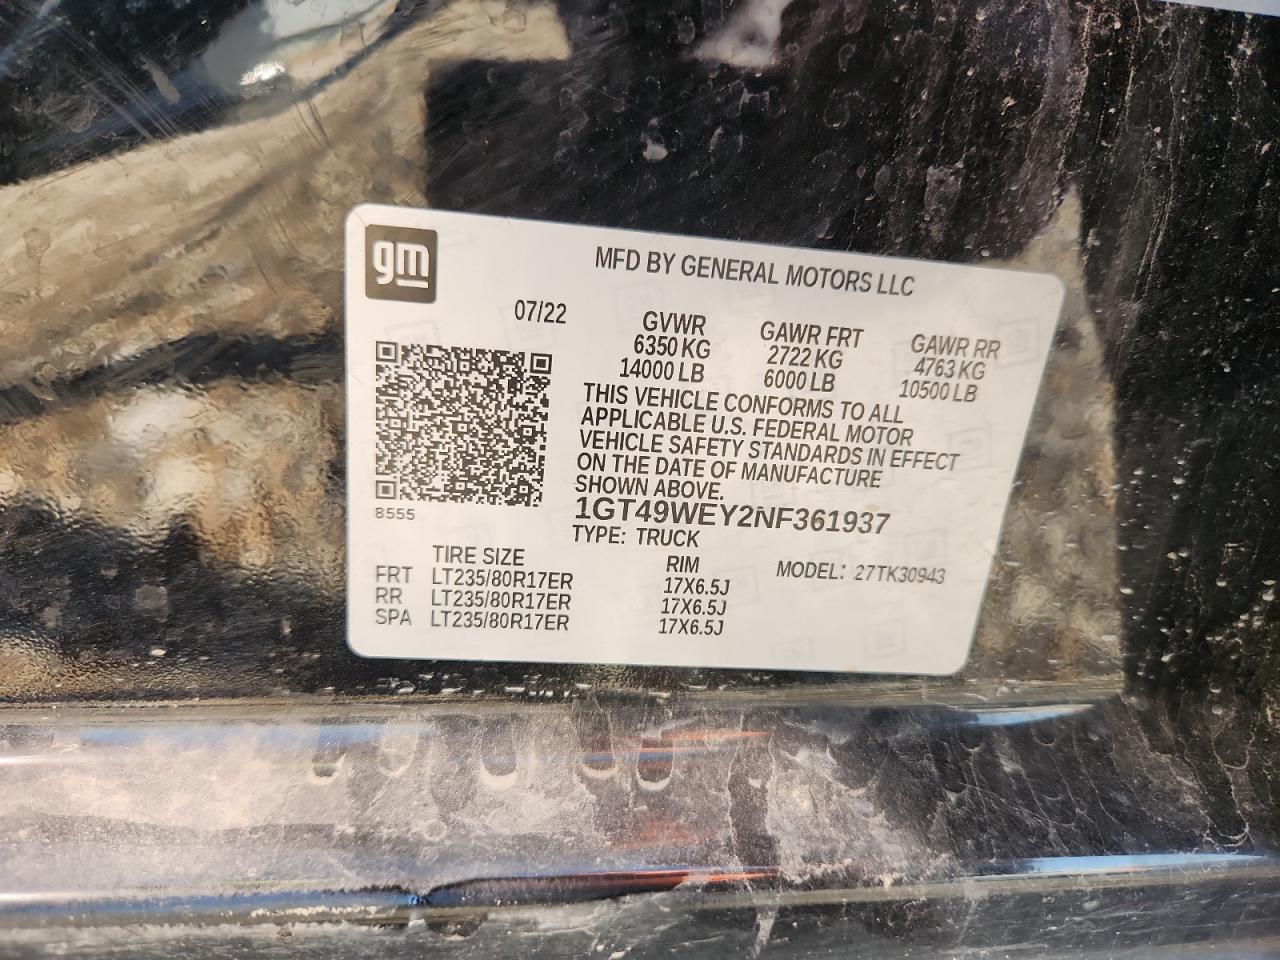 gm
MFD BY GENERAL MOTORS LLC
07/22
GVWR GAWR FRT GAWR RR
6350 KG 2722 KG 4763 KG
14000 LB 6000 LB 10500 LB
THIS VEHICLE CONFORMS TO ALL
APPLICABLE U.S. FEDERAL MOTOR
VEHICLE SAFETY STANDARDS IN EFFECT
ON THE DATE OF MANUFACTURE
SHOWN ABOVE.
8555
1GT49WEY2NF361937
TYPE: TRUCK
TIRE SIZE RIM MODEL: 27TK30943
FRT LT235/80R17ER 17X6.5J
RR LT235/80R17ER 17X6.5J
SPA LT235/80R17ER 17X6.5J